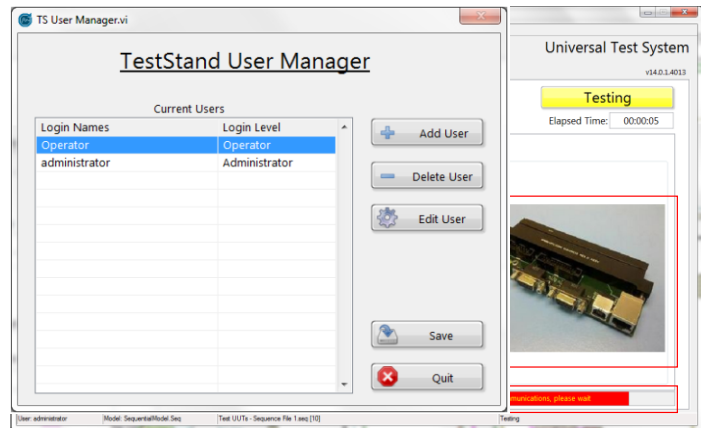 TS User Manager.vi
TestStand User Manager
Current Users
Login Names Login Level
Operator Operator
administrator Administrator
Add User
Delete User
Edit User
Save
Quit
Universal Test System
v14.0.1.4013
Testing
Elapsed Time: 00:00:05
munications, please wait
User: administrator Model: SequentialModel.Seq Test UUTs - Sequence File 1.seq [10] Testing